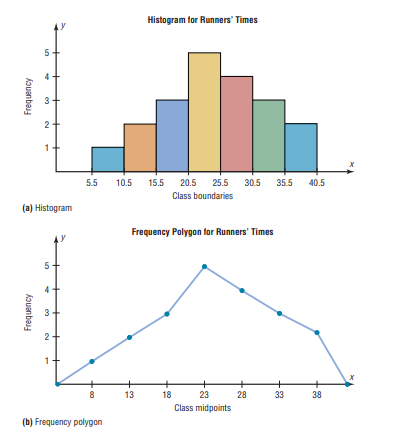 Histogram for Runners' Times
y
5
4
3
2
1
Frequency
x
5.5 10.5 15.5 20.5 25.5 30.5 35.5 40.5
Class boundaries
(a) Histogram
Frequency Polygon for Runners' Times
y
5
4
3
2
1
Frequency
x
8 13 18 23 28 33 38
Class midpoints
(b) Frequency polygon